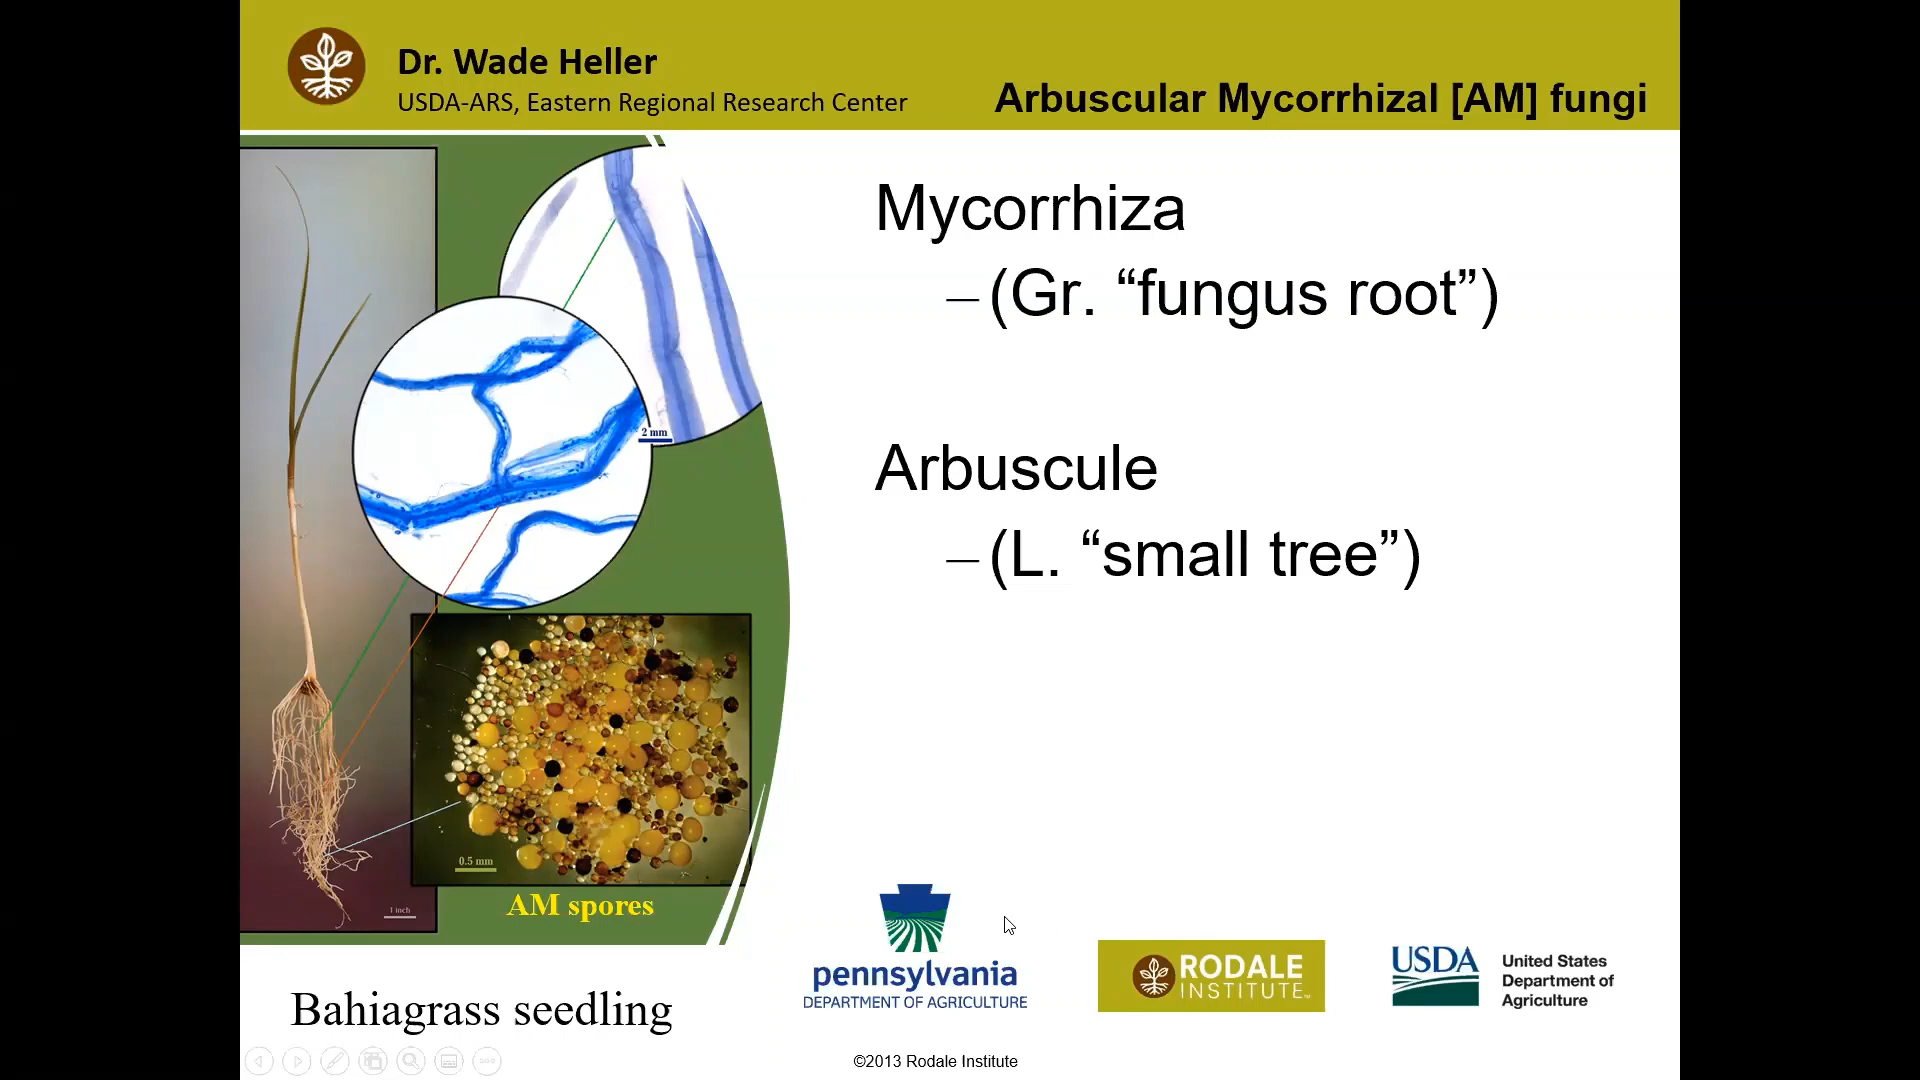 Dr. Wade Heller
USDA-ARS, Eastern Regional Research Center
Arbuscular Mycorrhizal [AM] fungi
Mycorrhiza
–(Gr. “fungus root”)
Arbuscule
–(L. “small tree”)
2 mm
0.5 mm
1 inch
AM spores
Bahiagrass seedling
pennsylvania
DEPARTMENT OF AGRICULTURE
RODALE
INSTITUTE™
USDA
United States
Department of
Agriculture
©2013 Rodale Institute